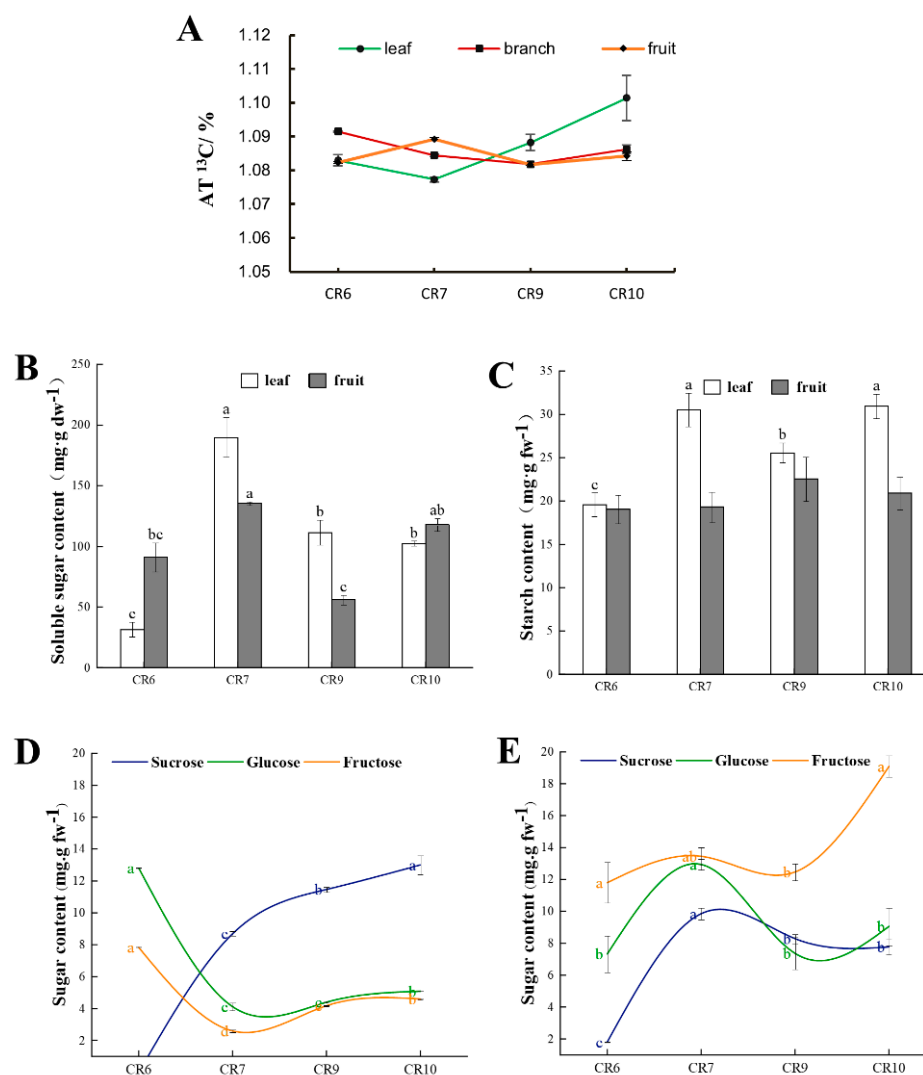 A
1.12
1.11
1.10
1.09
1.08
1.07
1.06
1.05
AT ¹³C/ %
leaf branch fruit
CR6 CR7 CR9 CR10
B
250
200
150
100
50
0
Soluble sugar content（mg·g dw⁻¹)
leaf fruit
c bc a a b c b ab
CR6 CR7 CR9 CR10
C
35
30
25
20
15
10
5
0
Starch content（mg·g fw⁻¹)
leaf fruit
c a b a
CR6 CR7 CR9 CR10
D
20
18
16
14
12
10
8
6
4
2
Sugar content (mg.g fw⁻¹)
Sucrose Glucose Fructose
a
a
c
c
d
b
c
c
a
b
b
CR6 CR7 CR9 CR10
E
20
18
16
14
12
10
8
6
4
2
Sugar content (mg.g fw⁻¹)
Sucrose Glucose Fructose
a
b
c
ab
a
a
b
b
b
a
b
b
CR6 CR7 CR9 CR10